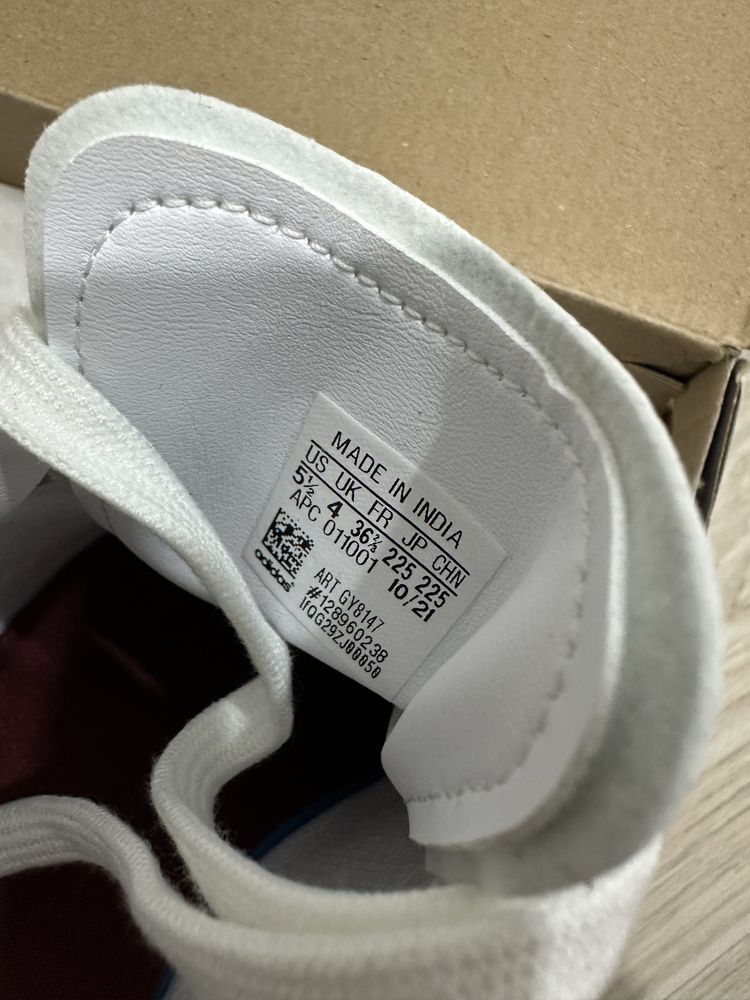 MADE IN INDIA
US UK FR JP CHN
5½ 4 36⅔ 225 225
APC 011001 10/21
ART GY8147
#128960238
adidas
IfQG29ZJ00050